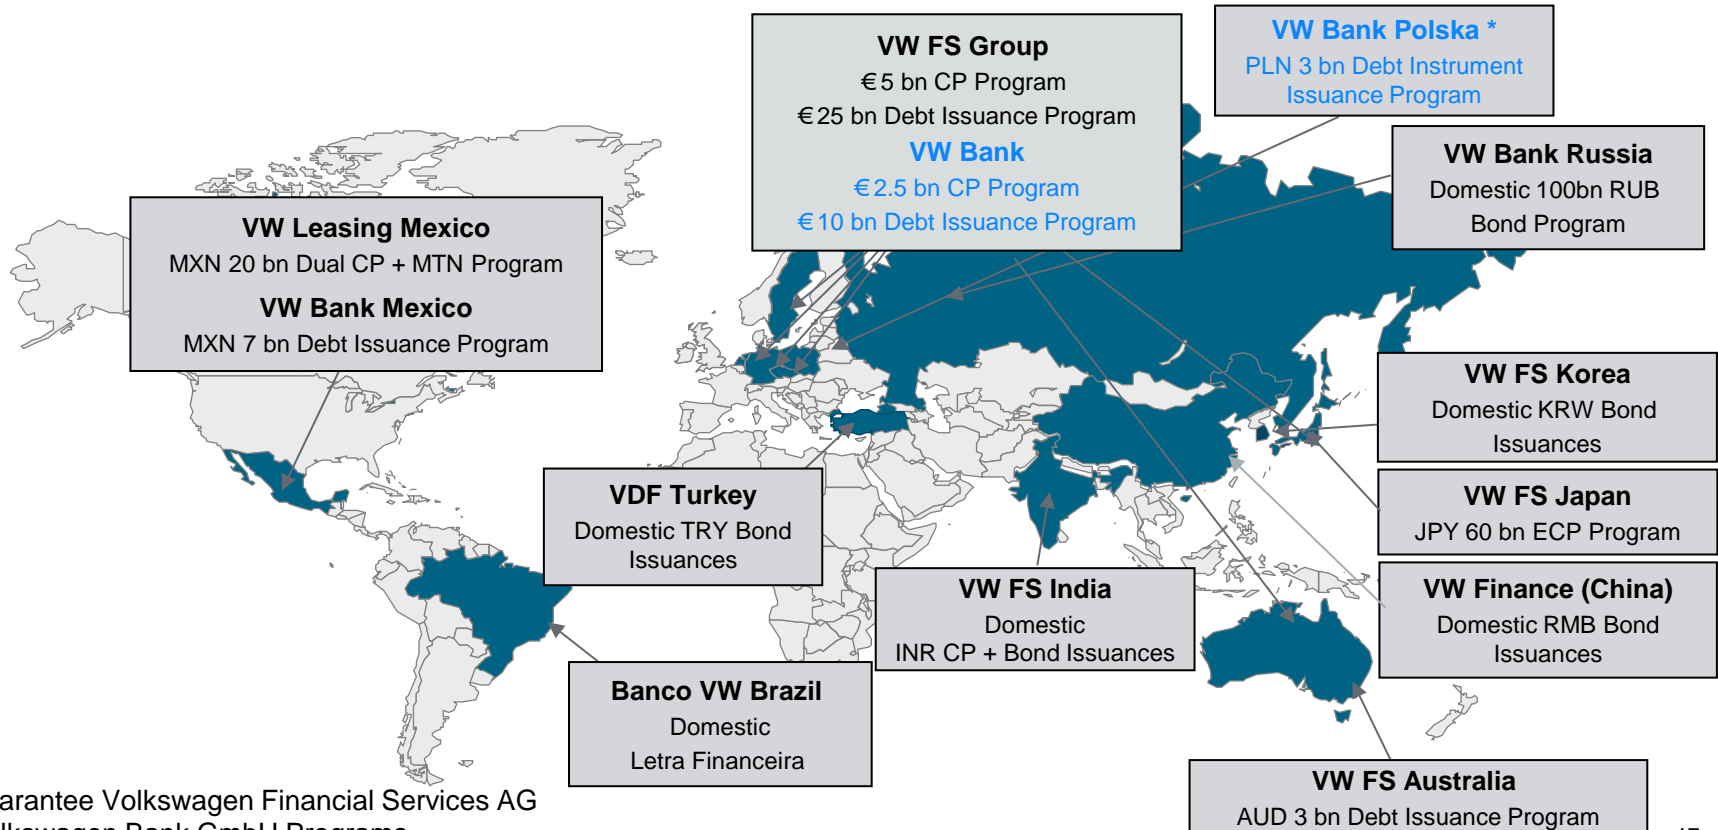 VW FS Group
€5 bn CP Program
€25 bn Debt Issuance Program
VW Bank
€2.5 bn CP Program
€10 bn Debt Issuance Program
VW Bank Polska *
PLN 3 bn Debt Instrument
Issuance Program
VW Bank Russia
Domestic 100bn RUB
Bond Program
VW Leasing Mexico
MXN 20 bn Dual CP + MTN Program
VW Bank Mexico
MXN 7 bn Debt Issuance Program
VW FS Korea
Domestic KRW Bond
Issuances
VDF Turkey
Domestic TRY Bond
Issuances
VW FS Japan
JPY 60 bn ECP Program
VW FS India
Domestic
INR CP + Bond Issuances
VW Finance (China)
Domestic RMB Bond
Issuances
Banco VW Brazil
Domestic
Letra Financeira
VW FS Australia
AUD 3 bn Debt Issuance Program
arantee Volkswagen Financial Services AG
lkswagen Bank GmbH Programs